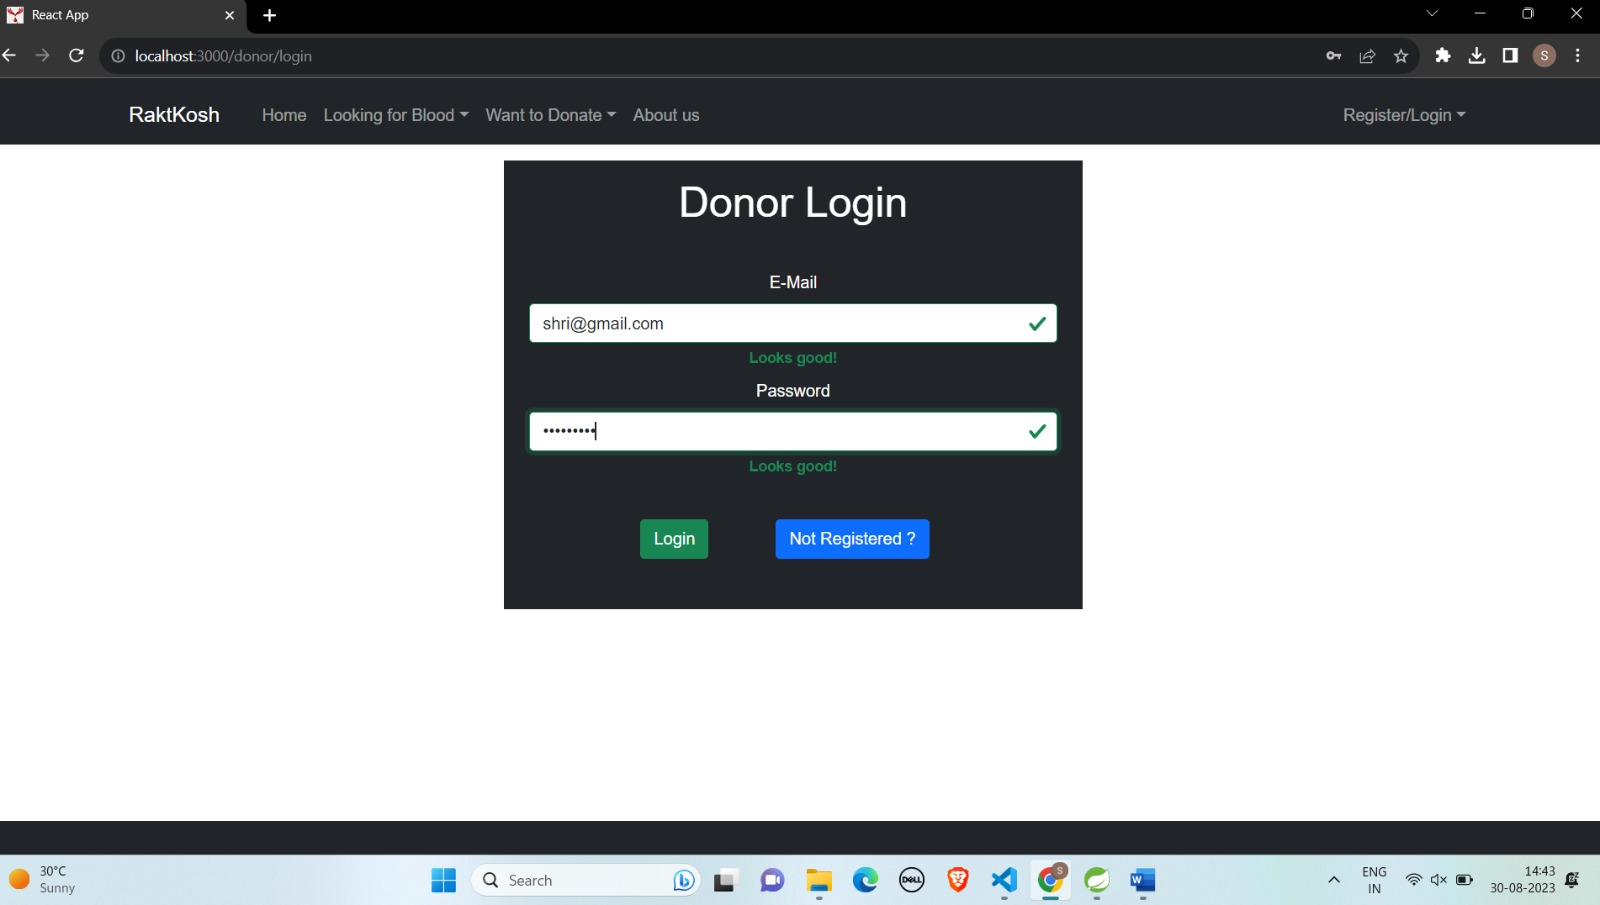 React App
localhost:3000/donor/login
S
RaktKosh Home Looking for Blood Want to Donate About us Register/Login
Donor Login
E-Mail
shri@gmail.com
Looks good!
Password
•••••••••
Looks good!
Login Not Registered ?
30°C
Sunny
Search
DELL
S
W
ENG
IN
14:43
30-08-2023